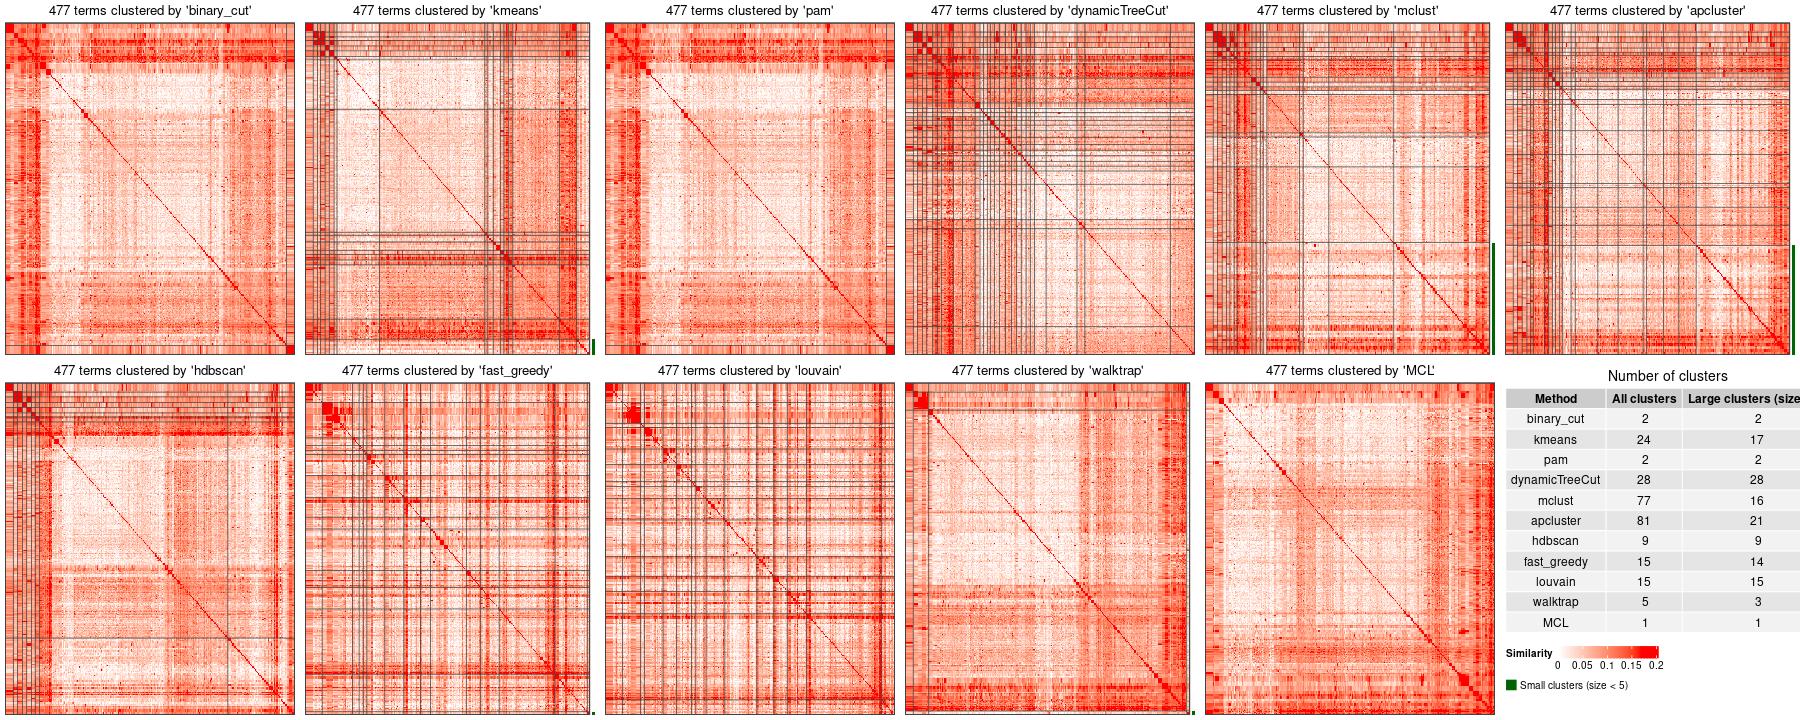 477 terms clustered by 'binary_cut'
477 terms clustered by 'kmeans'
477 terms clustered by 'pam'
477 terms clustered by 'dynamicTreeCut'
477 terms clustered by 'mclust'
477 terms clustered by 'apcluster'
477 terms clustered by 'hdbscan'
477 terms clustered by 'fast_greedy'
477 terms clustered by 'louvain'
477 terms clustered by 'walktrap'
477 terms clustered by 'MCL'
Number of clusters
Method All clusters Large clusters (size
binary_cut 2 2
kmeans 24 17
pam 2 2
dynamicTreeCut 28 28
mclust 77 16
apcluster 81 21
hdbscan 9 9
fast_greedy 15 14
louvain 15 15
walktrap 5 3
MCL 1 1
Similarity
0 0.05 0.1 0.15 0.2
Small clusters (size < 5)